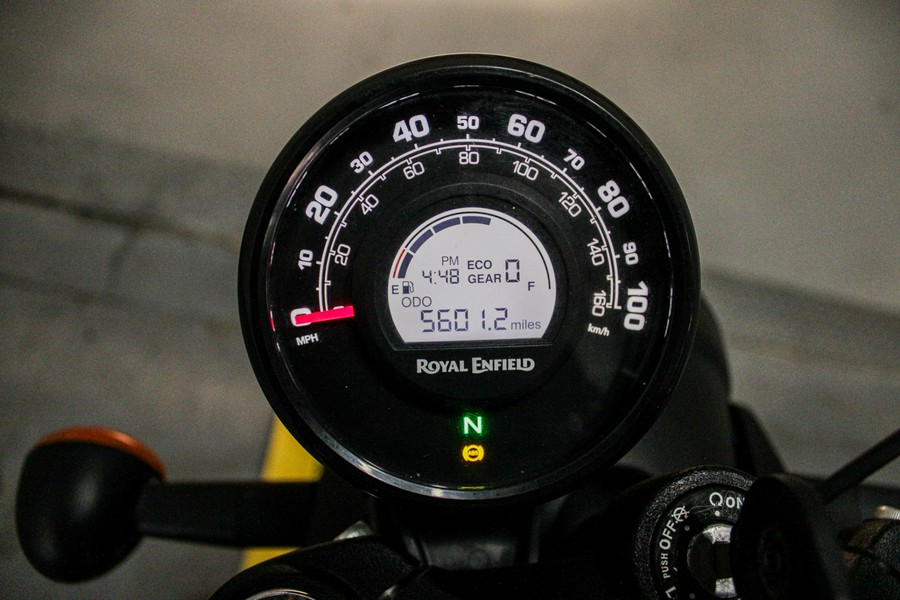 0 10 20 30 40 50 60 70 80 90 100
MPH
20 40 60 80 100 120 140 160
km/h
PM
4:48
ECO
GEAR 0
E F
ODO
5601.2 miles
ROYAL ENFIELD
N
ABS
ON
OFF
PUSH